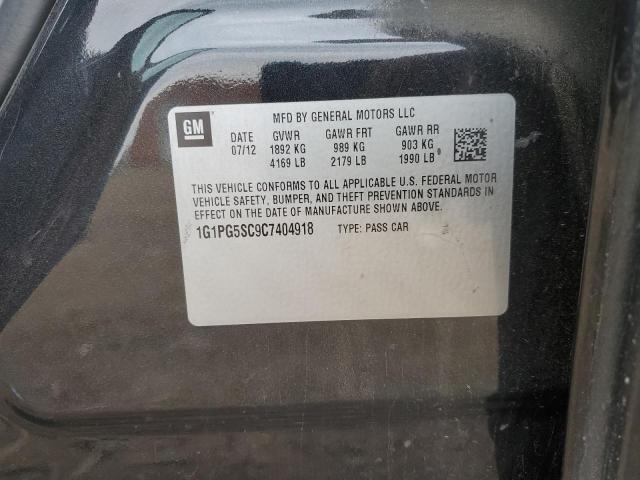 GM
MFD BY GENERAL MOTORS LLC
DATE GVWR GAWR FRT GAWR RR
07/12 1892 KG 989 KG 903 KG
4169 LB 2179 LB 1990 LB
THIS VEHICLE CONFORMS TO ALL APPLICABLE U.S. FEDERAL MOTOR
VEHICLE SAFETY, BUMPER, AND THEFT PREVENTION STANDARDS IN
EFFECT ON THE DATE OF MANUFACTURE SHOWN ABOVE.
1G1PG5SC9C7404918 TYPE: PASS CAR